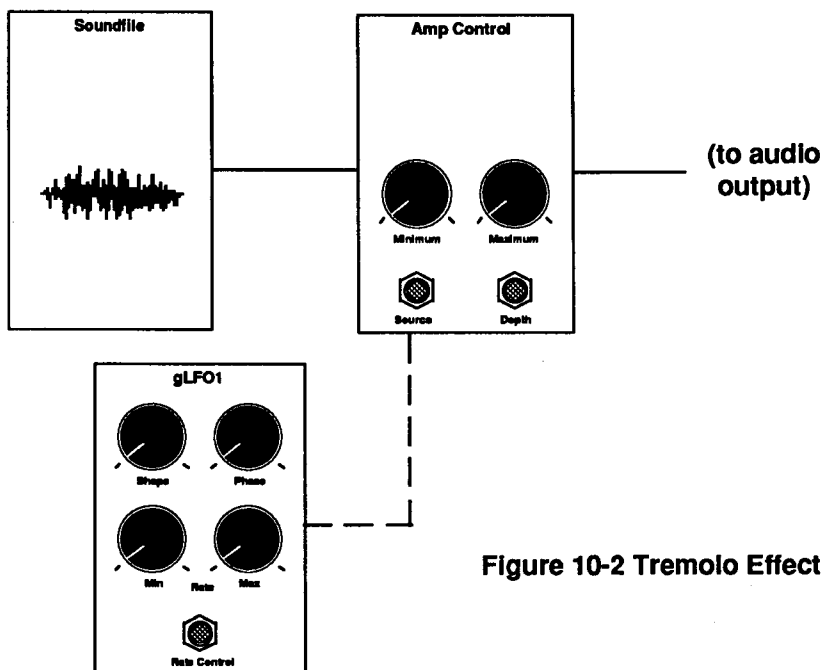 Soundfile
Amp Control
(to audio
output)
Minimum
Maximum
Source
Depth
gLFO1
Shape
Phase
Min
Rate
Max
Rate Control
Figure 10-2 Tremolo Effect